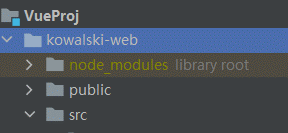 VueProj
kowalski-web
node_modules library root
public
src